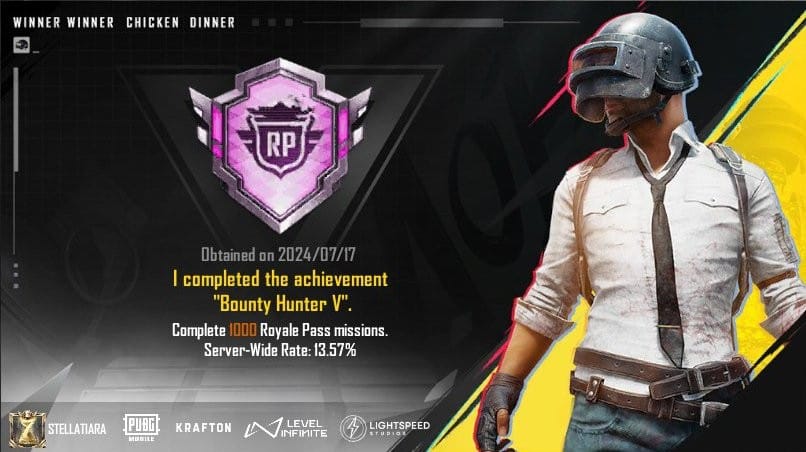 WINNER WINNER CHICKEN DINNER
RP
Obtained on 2024/07/17
I completed the achievement
"Bounty Hunter V".
Complete 1000 Royale Pass missions.
Server-Wide Rate: 13.57%
STELLATIARA
PUBG
MOBILE
KRAFTON
LEVEL
INFINITE
LIGHTSPEED
STUDIOS